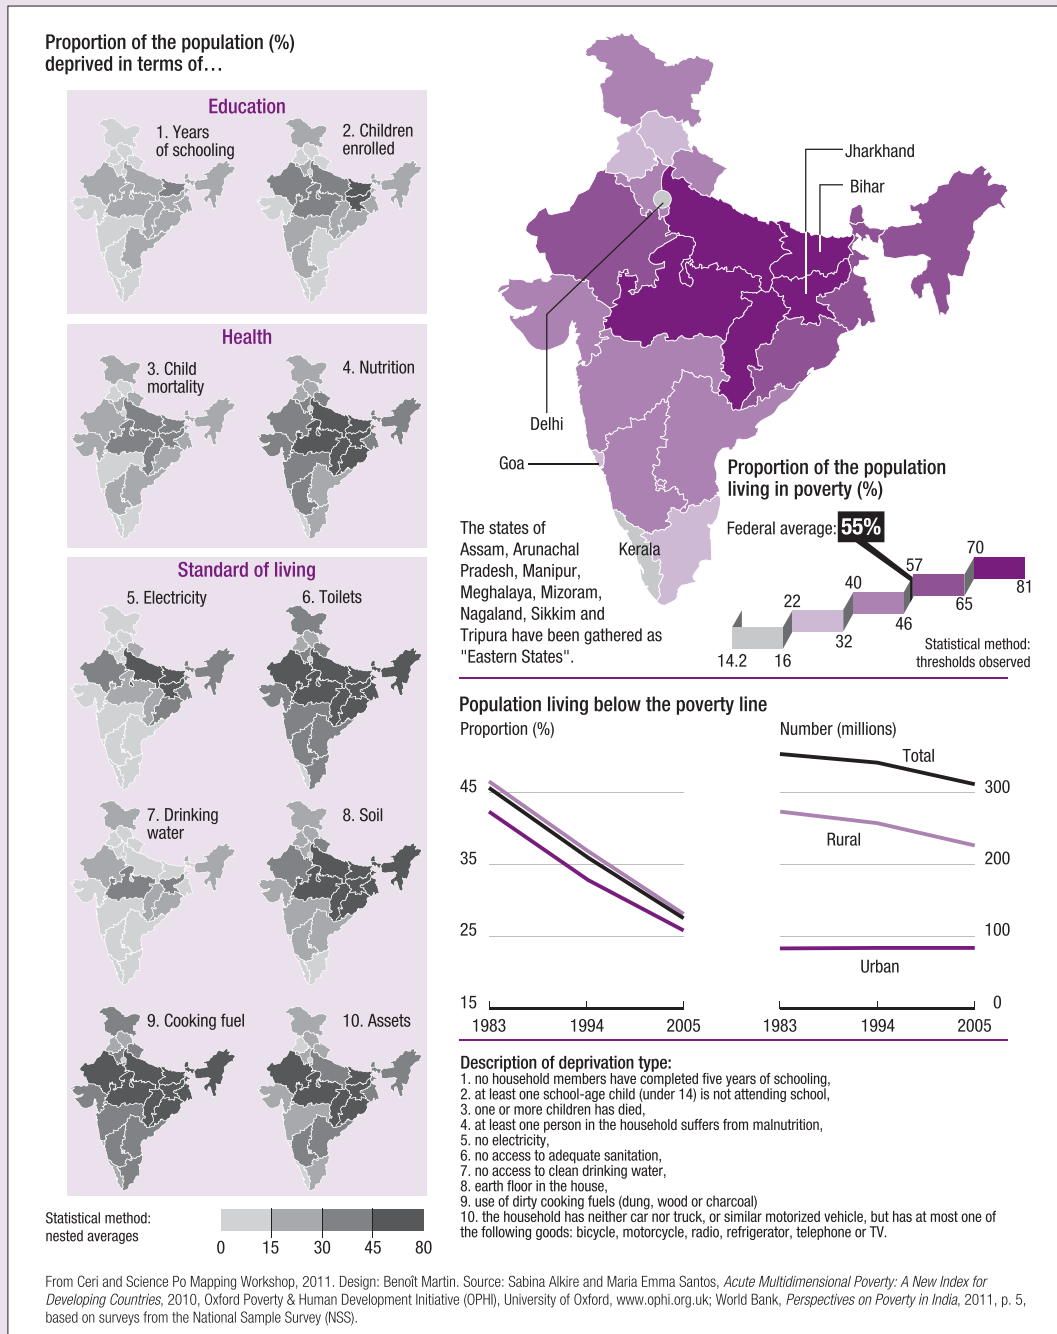 Proportion of the population (%)
deprived in terms of…
Education
1. Years
of schooling
2. Children
enrolled
Health
3. Child
mortality
4. Nutrition
Standard of living
5. Electricity
6. Toilets
7. Drinking
water
8. Soil
9. Cooking fuel
10. Assets
Statistical method:
nested averages
0 15 30 45 80
Jharkhand
Bihar
Delhi
Goa
Kerala
The states of
Assam, Arunachal
Pradesh, Manipur,
Meghalaya, Mizoram,
Nagaland, Sikkim and
Tripura have been gathered as
"Eastern States".
Proportion of the population
living in poverty (%)
Federal average: 55%
14.2 16
22 32
40 46
57 65
70 81
Statistical method:
thresholds observed
Population living below the poverty line
Proportion (%)
45
35
25
15
1983 1994 2005
Number (millions)
Total
300
Rural
200
100
Urban
0
1983 1994 2005
Description of deprivation type:
1. no household members have completed five years of schooling,
2. at least one school-age child (under 14) is not attending school,
3. one or more children has died,
4. at least one person in the household suffers from malnutrition,
5. no electricity,
6. no access to adequate sanitation,
7. no access to clean drinking water,
8. earth floor in the house,
9. use of dirty cooking fuels (dung, wood or charcoal)
10. the household has neither car nor truck, or similar motorized vehicle, but has at most one of
the following goods: bicycle, motorcycle, radio, refrigerator, telephone or TV.
From Ceri and Science Po Mapping Workshop, 2011. Design: Benoît Martin. Source: Sabina Alkire and Maria Emma Santos, Acute Multidimensional Poverty: A New Index for
Developing Countries, 2010, Oxford Poverty & Human Development Initiative (OPHI), University of Oxford, www.ophi.org.uk; World Bank, Perspectives on Poverty in India, 2011, p. 5,
based on surveys from the National Sample Survey (NSS).